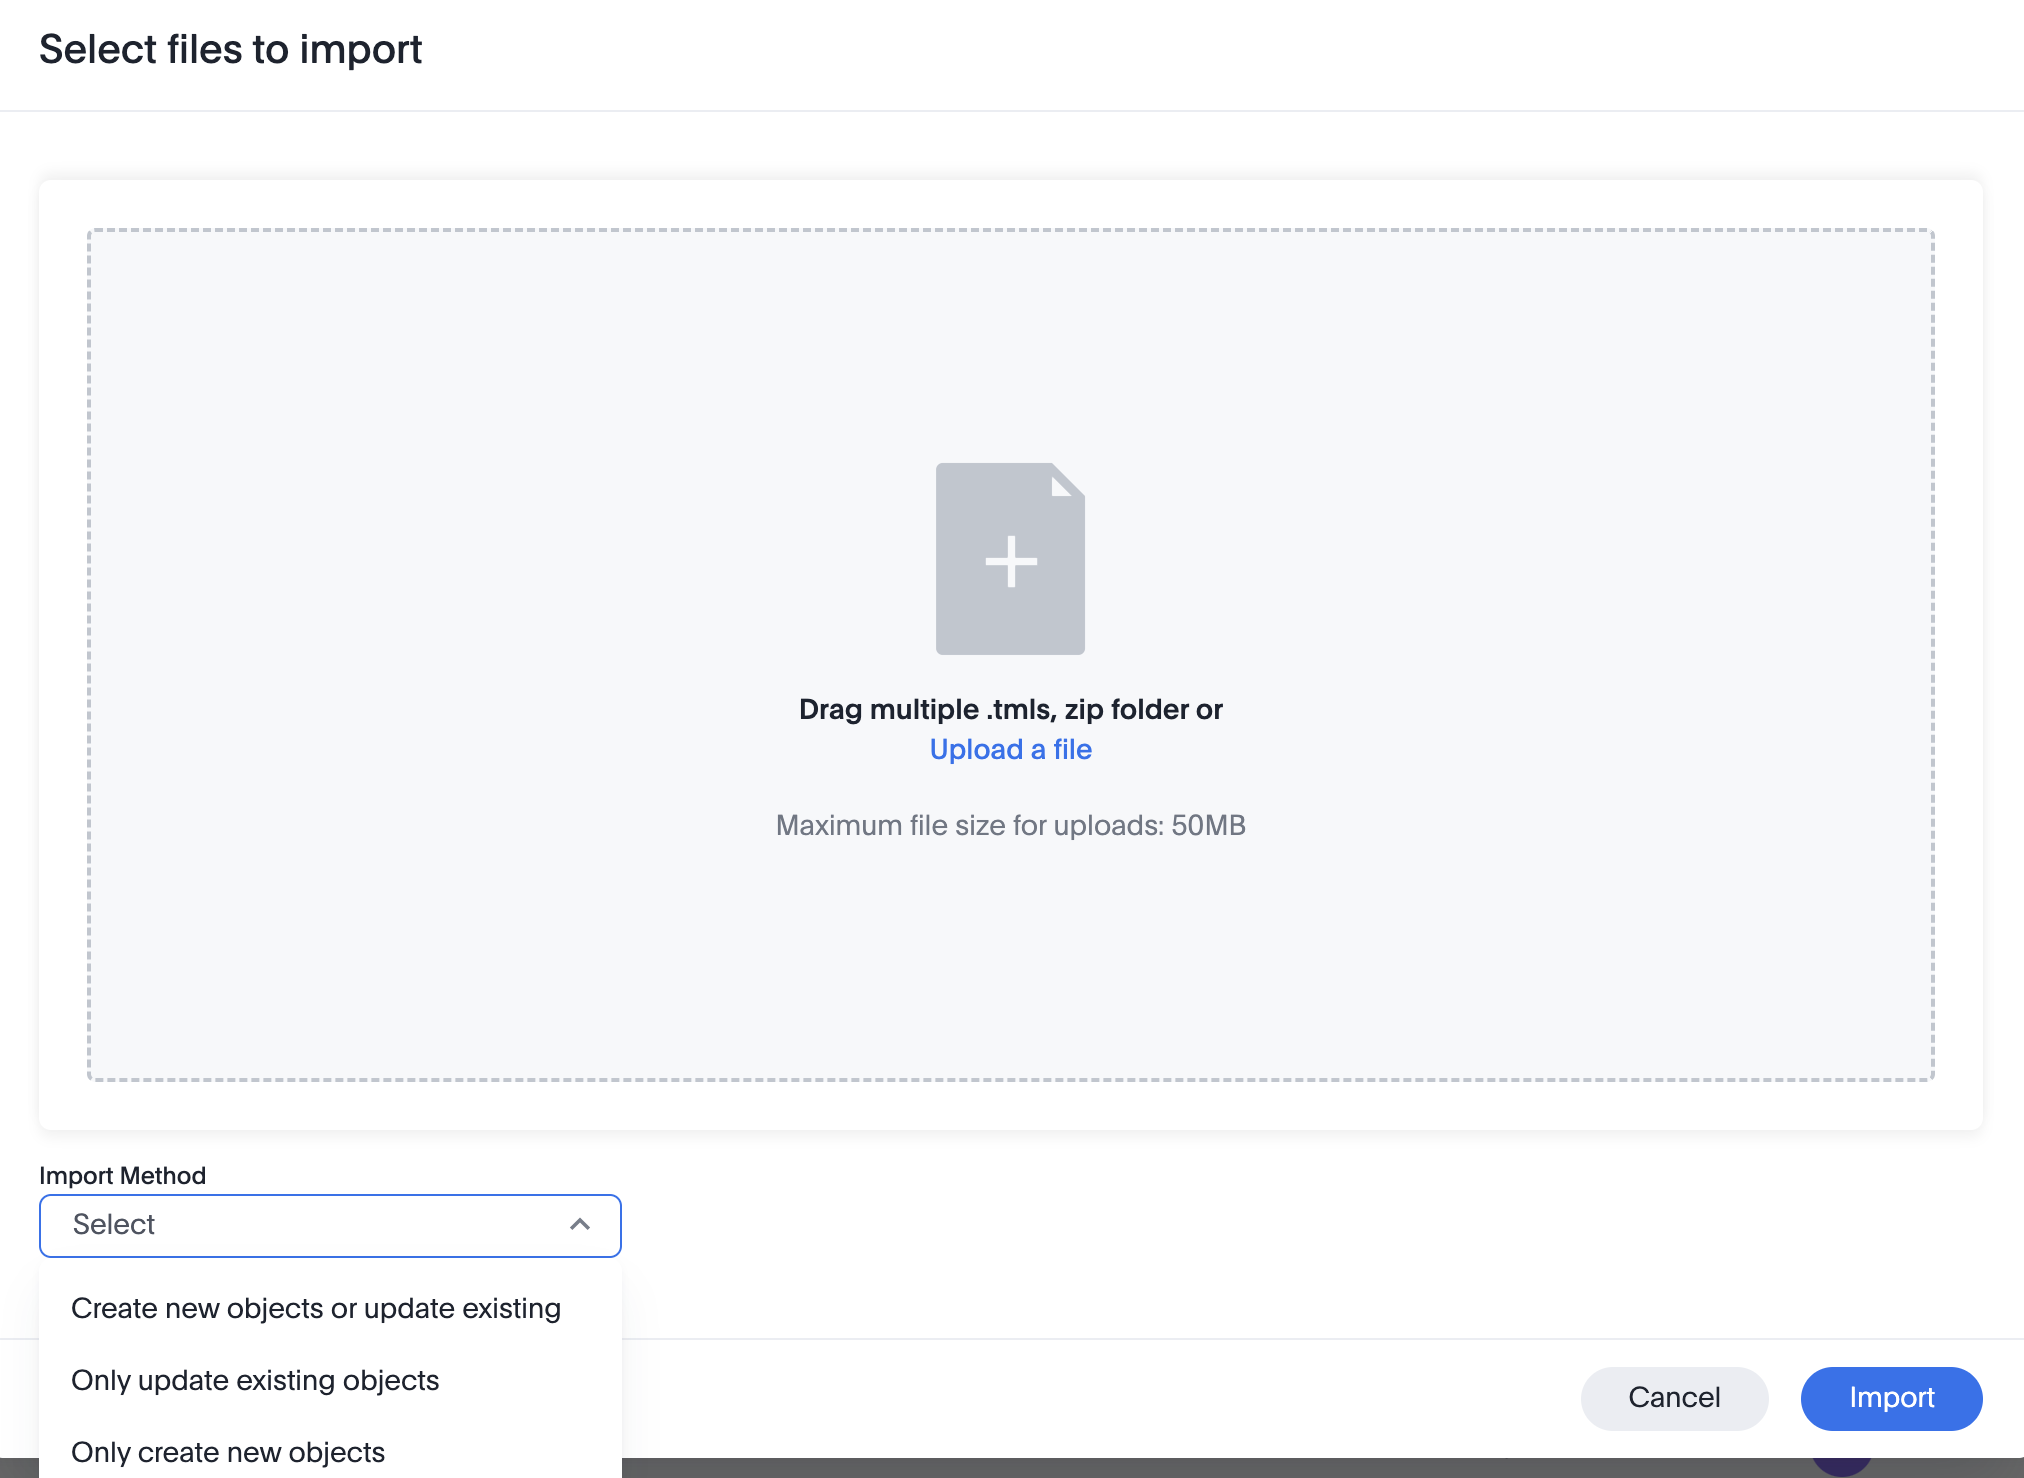 Select files to import
Drag multiple .tmls, zip folder or
Upload a file
Maximum file size for uploads: 50MB
Import Method
Select
Create new objects or update existing
Only update existing objects
Only create new objects
Cancel
Import